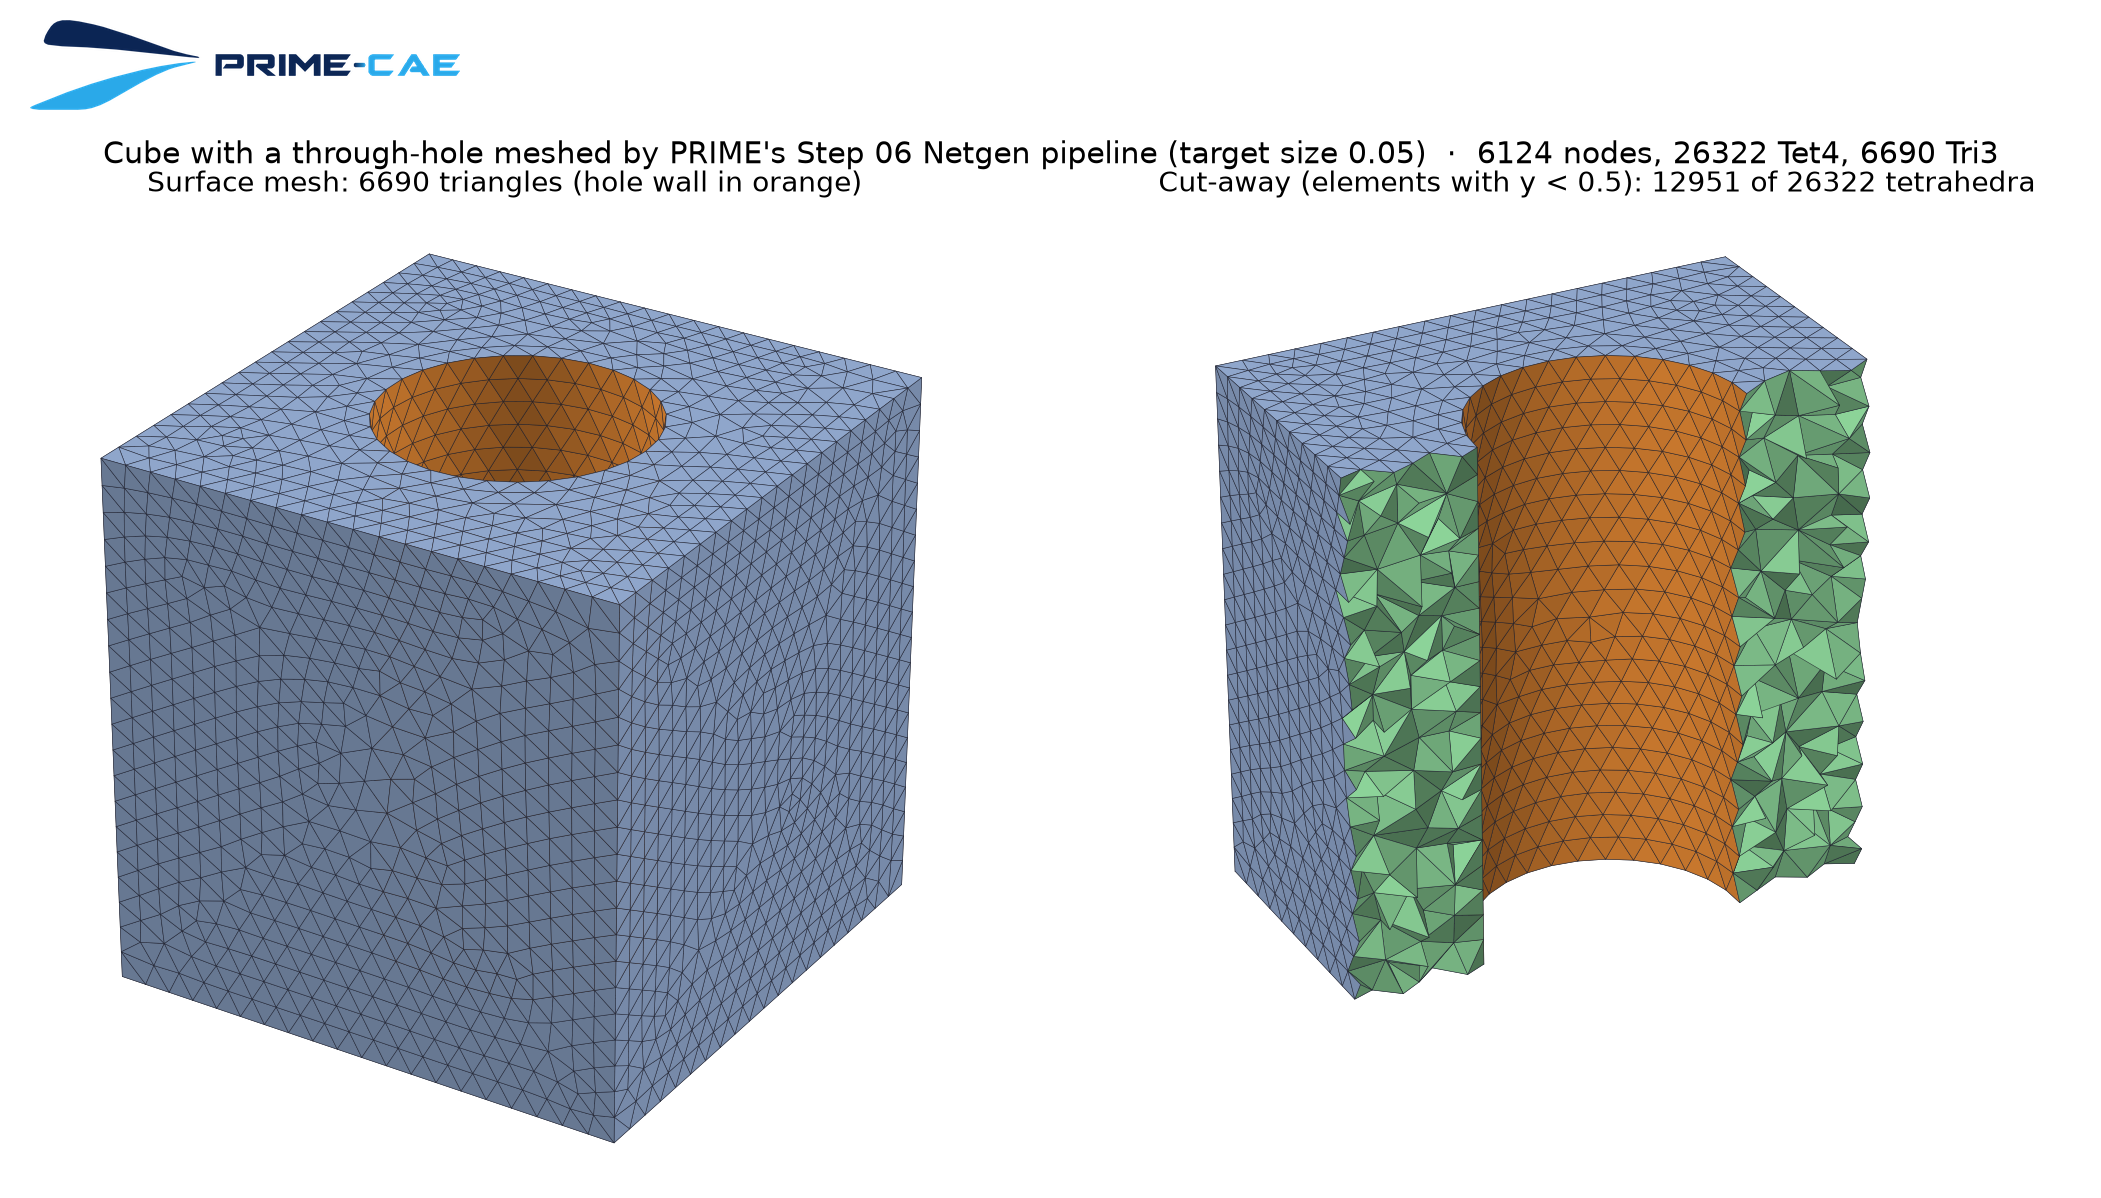 PRIME-CAE
Cube with a through-hole meshed by PRIME's Step 06 Netgen pipeline (target size 0.05) · 6124 nodes, 26322 Tet4, 6690 Tri3
Surface mesh: 6690 triangles (hole wall in orange)
Cut-away (elements with y < 0.5): 12951 of 26322 tetrahedra